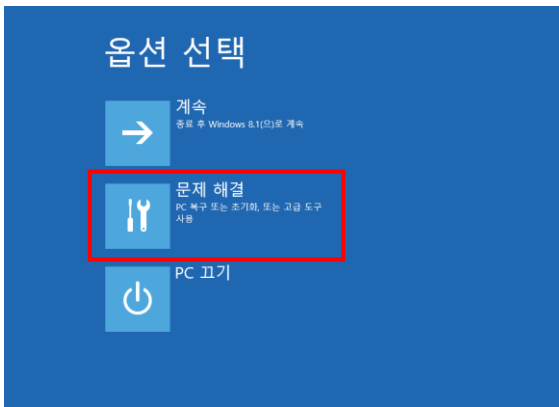 옵션 선택
계속
종료 후 Windows 8.1(으)로 계속
문제 해결
PC 복구 또는 초기화, 또는 고급 도구
사용
PC 끄기